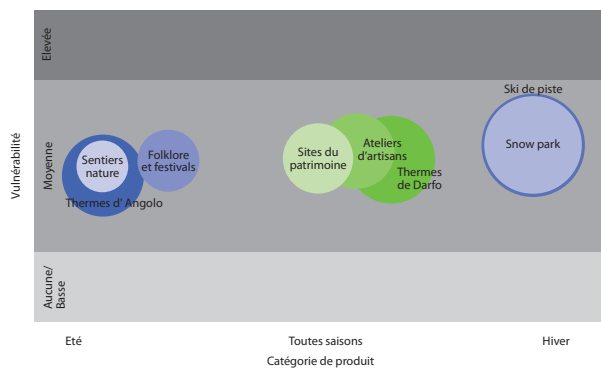 Elevée
Ski de piste
Vulnérabilité
Moyenne
Sentiers
nature
Folklore
et festivals
Thermes d' Angolo
Sites du
patrimoine
Ateliers
d'artisans
Thermes
de Darfo
Snow park
Aucune/
Basse
Eté
Toutes saisons
Hiver
Catégorie de produit